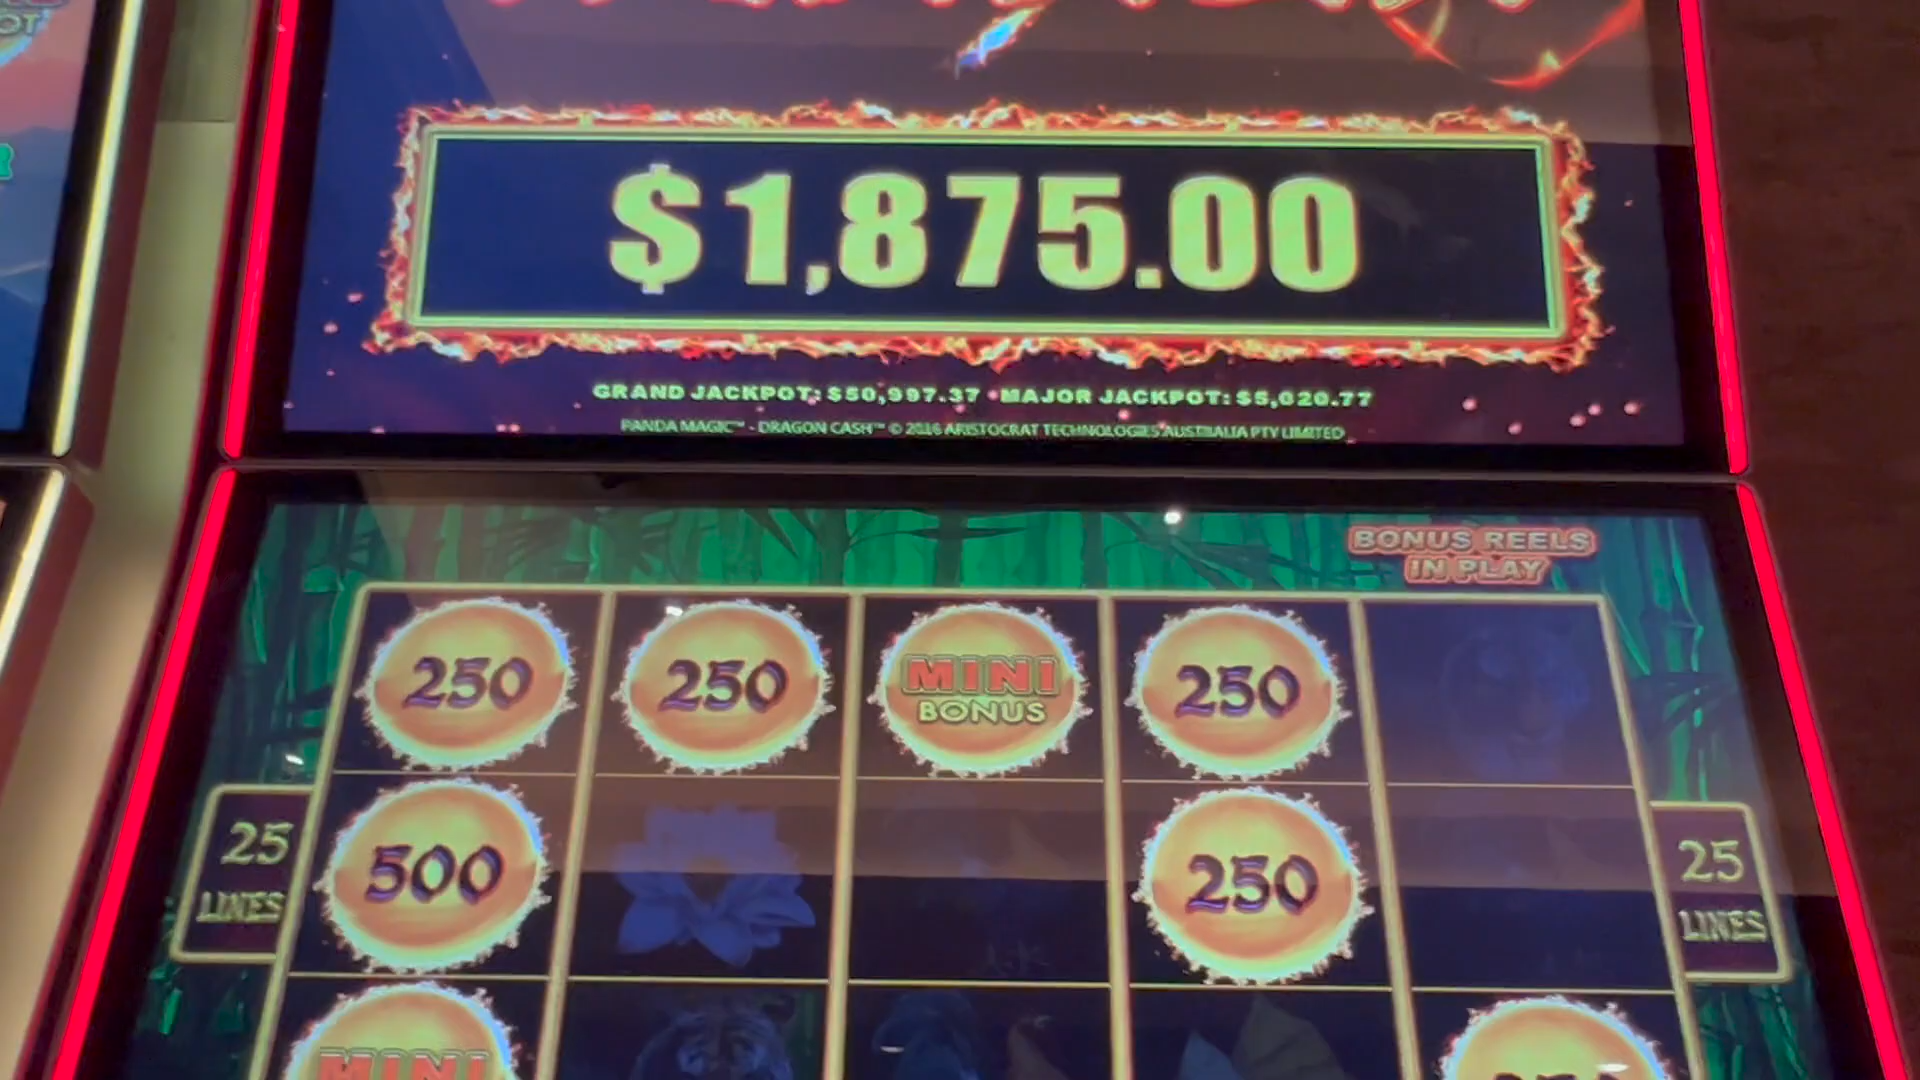 $1,875.00
GRAND JACKPOT: $50,997.37 • MAJOR JACKPOT: $5,020.77
PANDA MAGIC™ - DRAGON CASH™ © 2016 ARISTOCRAT TECHNOLOGIES AUSTRALIA PTY LIMITED
BONUS REELS
IN PLAY
250
250
MINI
BONUS
250
25
LINES
500
250
25
LINES
MINI
250